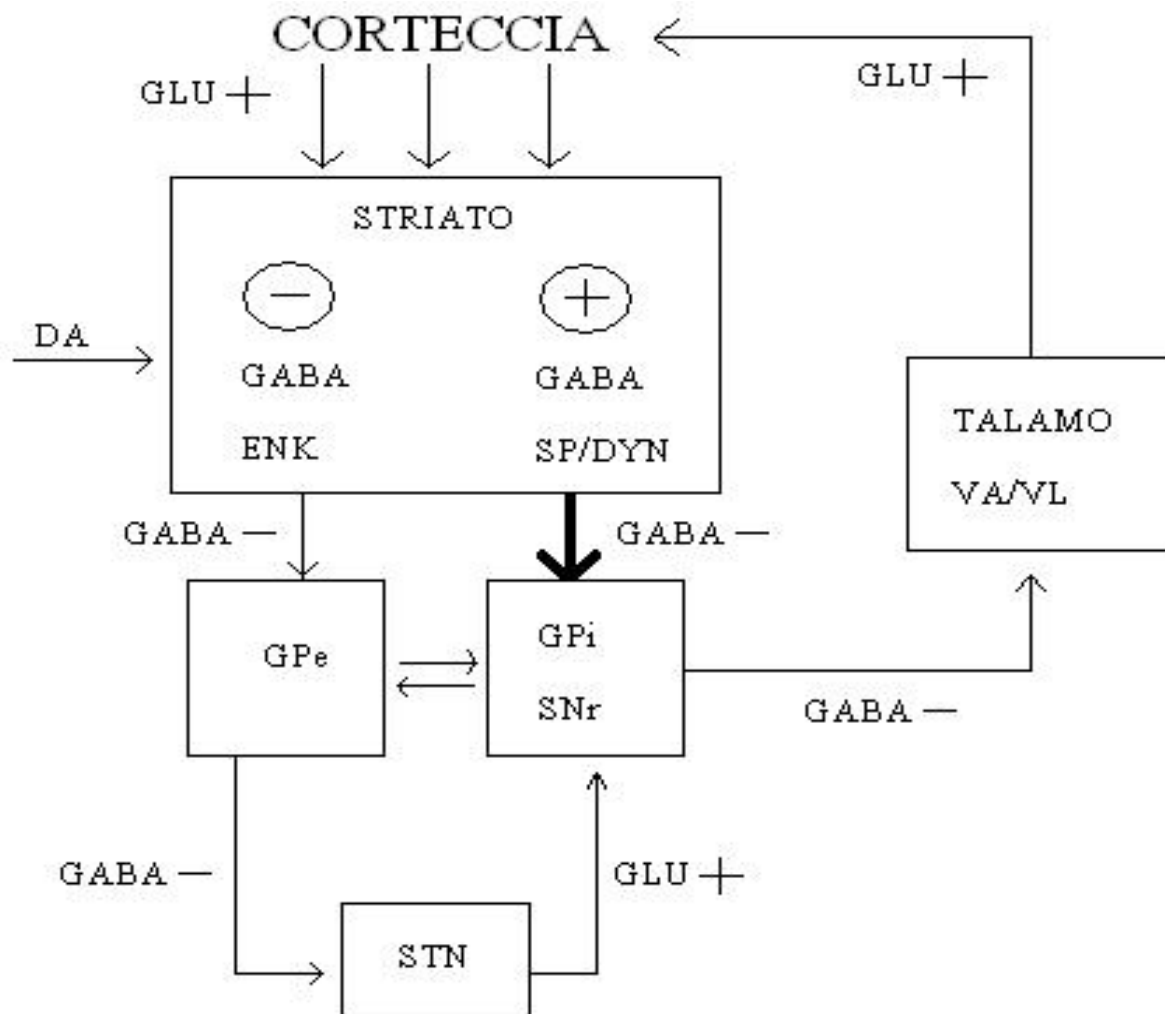 CORTECCIA
GLU +
GLU +
STRIATO
− +
DA
GABA GABA
ENK SP/DYN
TALAMO
VA/VL
GABA − GABA −
GPe
GPi
SNr
GABA −
GABA −
GLU +
STN